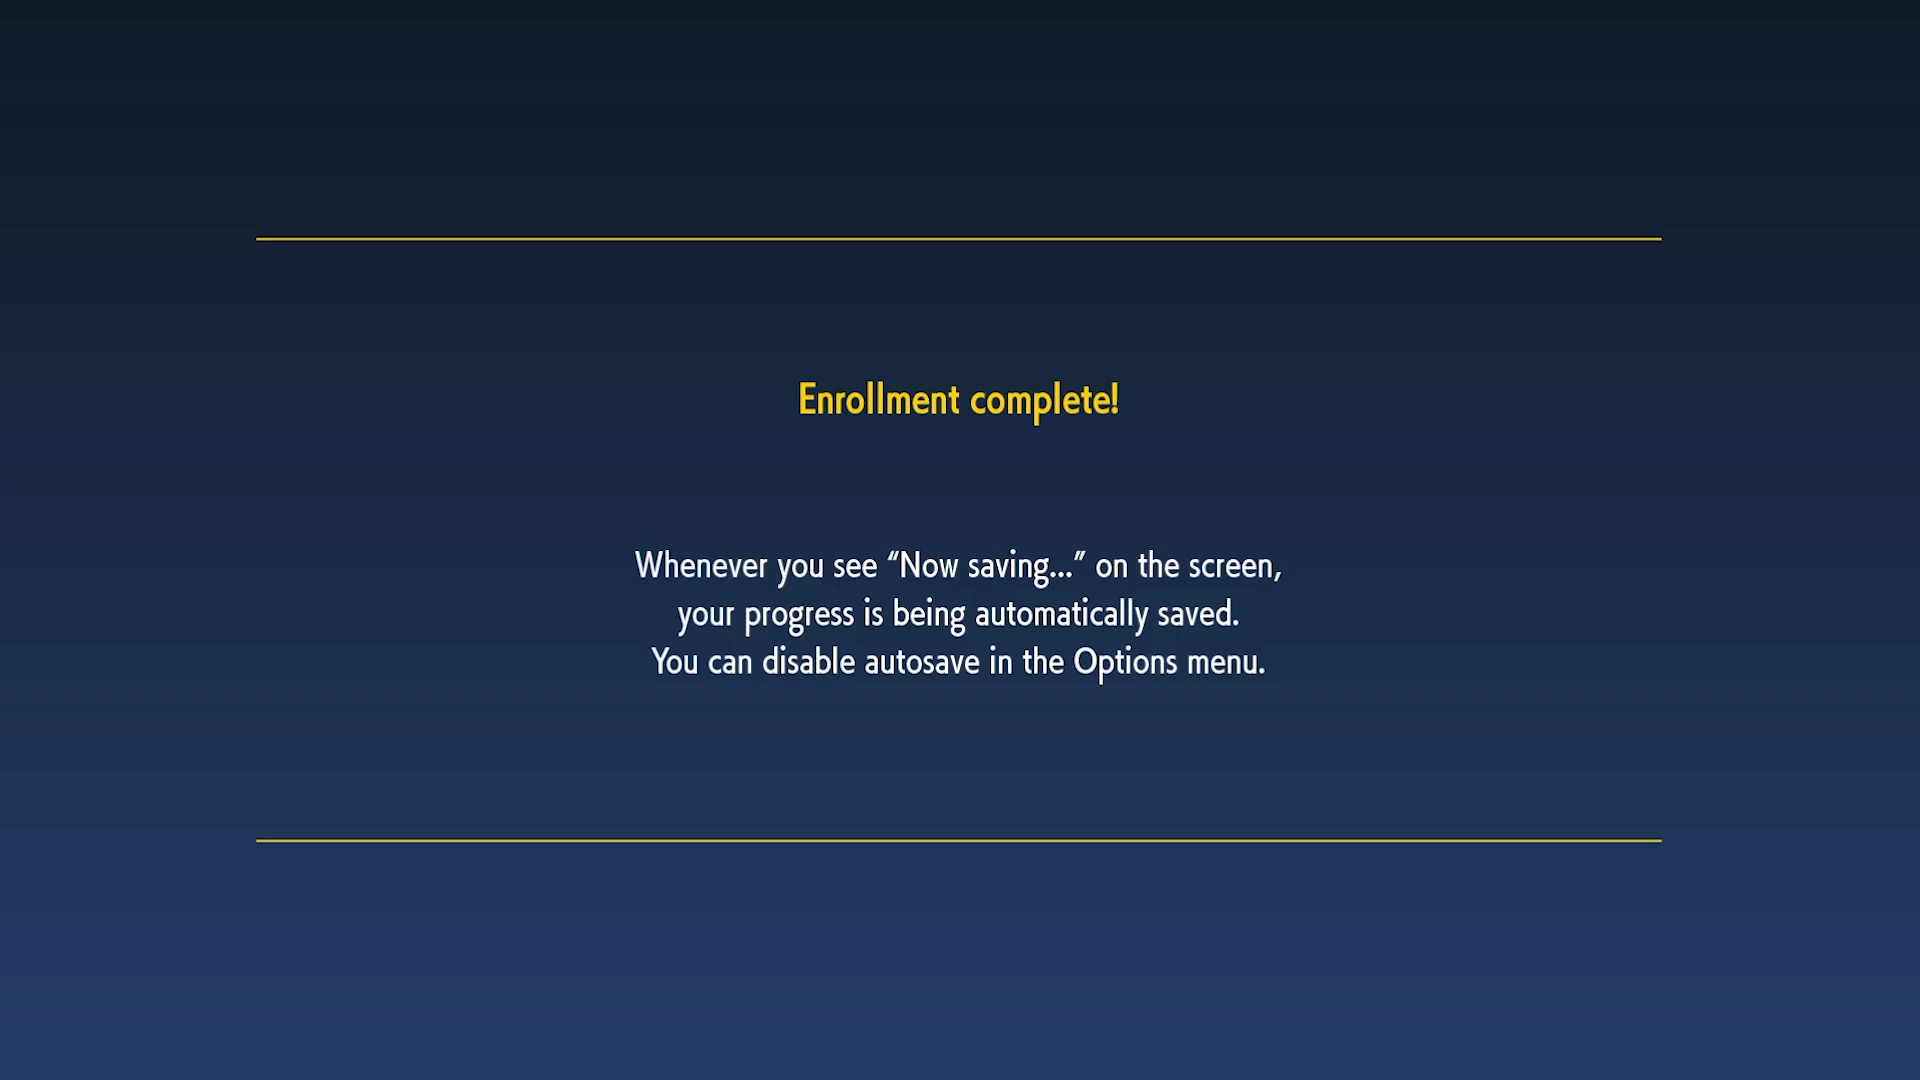 Enrollment complete!
Whenever you see “Now saving...” on the screen,
your progress is being automatically saved.
You can disable autosave in the Options menu.